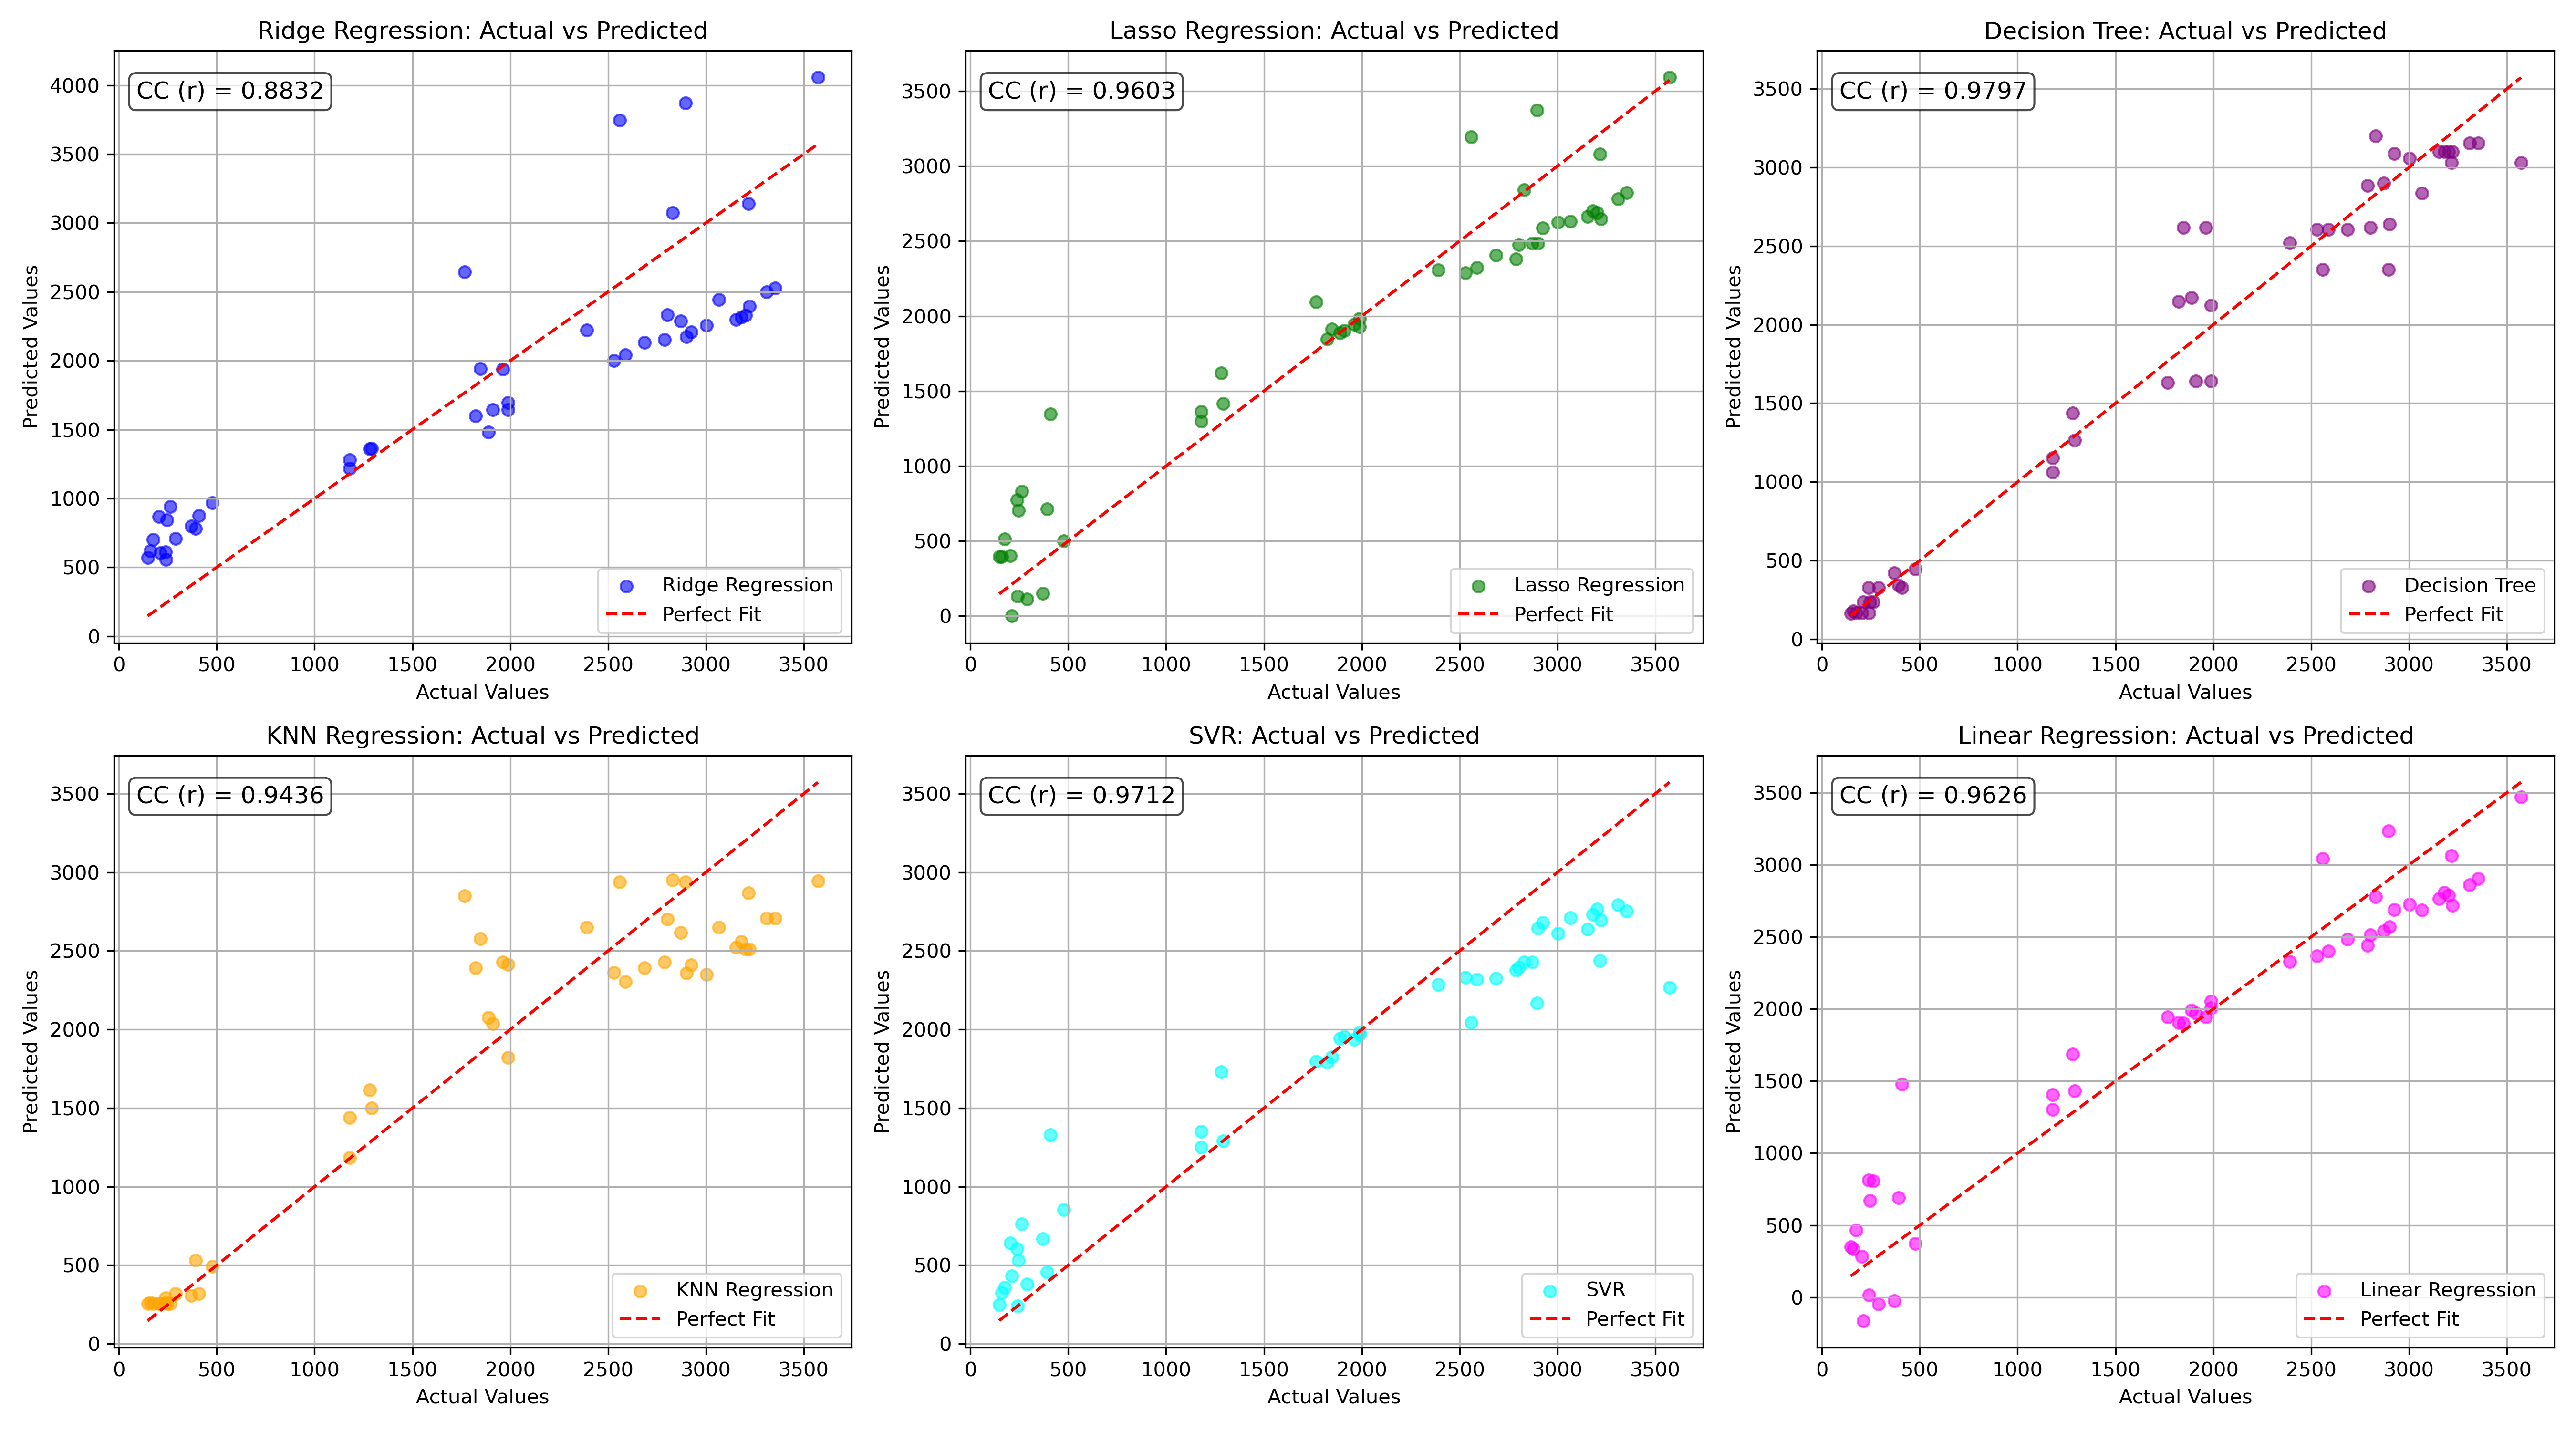 Ridge Regression: Actual vs Predicted
CC (r) = 0.8832
Predicted Values
4000
3500
3000
2500
2000
1500
1000
500
0
0 500 1000 1500 2000 2500 3000 3500
Actual Values
Ridge Regression
Perfect Fit
Lasso Regression: Actual vs Predicted
CC (r) = 0.9603
Predicted Values
3500
3000
2500
2000
1500
1000
500
0
0 500 1000 1500 2000 2500 3000 3500
Actual Values
Lasso Regression
Perfect Fit
Decision Tree: Actual vs Predicted
CC (r) = 0.9797
Predicted Values
3500
3000
2500
2000
1500
1000
500
0
0 500 1000 1500 2000 2500 3000 3500
Actual Values
Decision Tree
Perfect Fit
KNN Regression: Actual vs Predicted
CC (r) = 0.9436
Predicted Values
3500
3000
2500
2000
1500
1000
500
0
0 500 1000 1500 2000 2500 3000 3500
Actual Values
KNN Regression
Perfect Fit
SVR: Actual vs Predicted
CC (r) = 0.9712
Predicted Values
3500
3000
2500
2000
1500
1000
500
0
0 500 1000 1500 2000 2500 3000 3500
Actual Values
SVR
Perfect Fit
Linear Regression: Actual vs Predicted
CC (r) = 0.9626
Predicted Values
3500
3000
2500
2000
1500
1000
500
0
0 500 1000 1500 2000 2500 3000 3500
Actual Values
Linear Regression
Perfect Fit